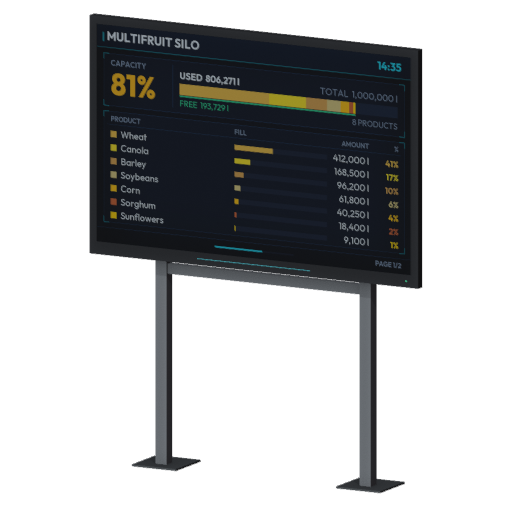 MULTIFRUIT SILO
14:35
CAPACITY
81%
USED 806,271 l
TOTAL 1,000,000 l
FREE 193,729 l
8 PRODUCTS
PRODUCT FILL AMOUNT %
Wheat 412,000 l 41%
Canola 168,500 l 17%
Barley 96,200 l 10%
Soybeans 61,800 l 6%
Corn 40,250 l 4%
Sorghum 18,400 l 2%
Sunflowers 9,100 l 1%
PAGE 1/2